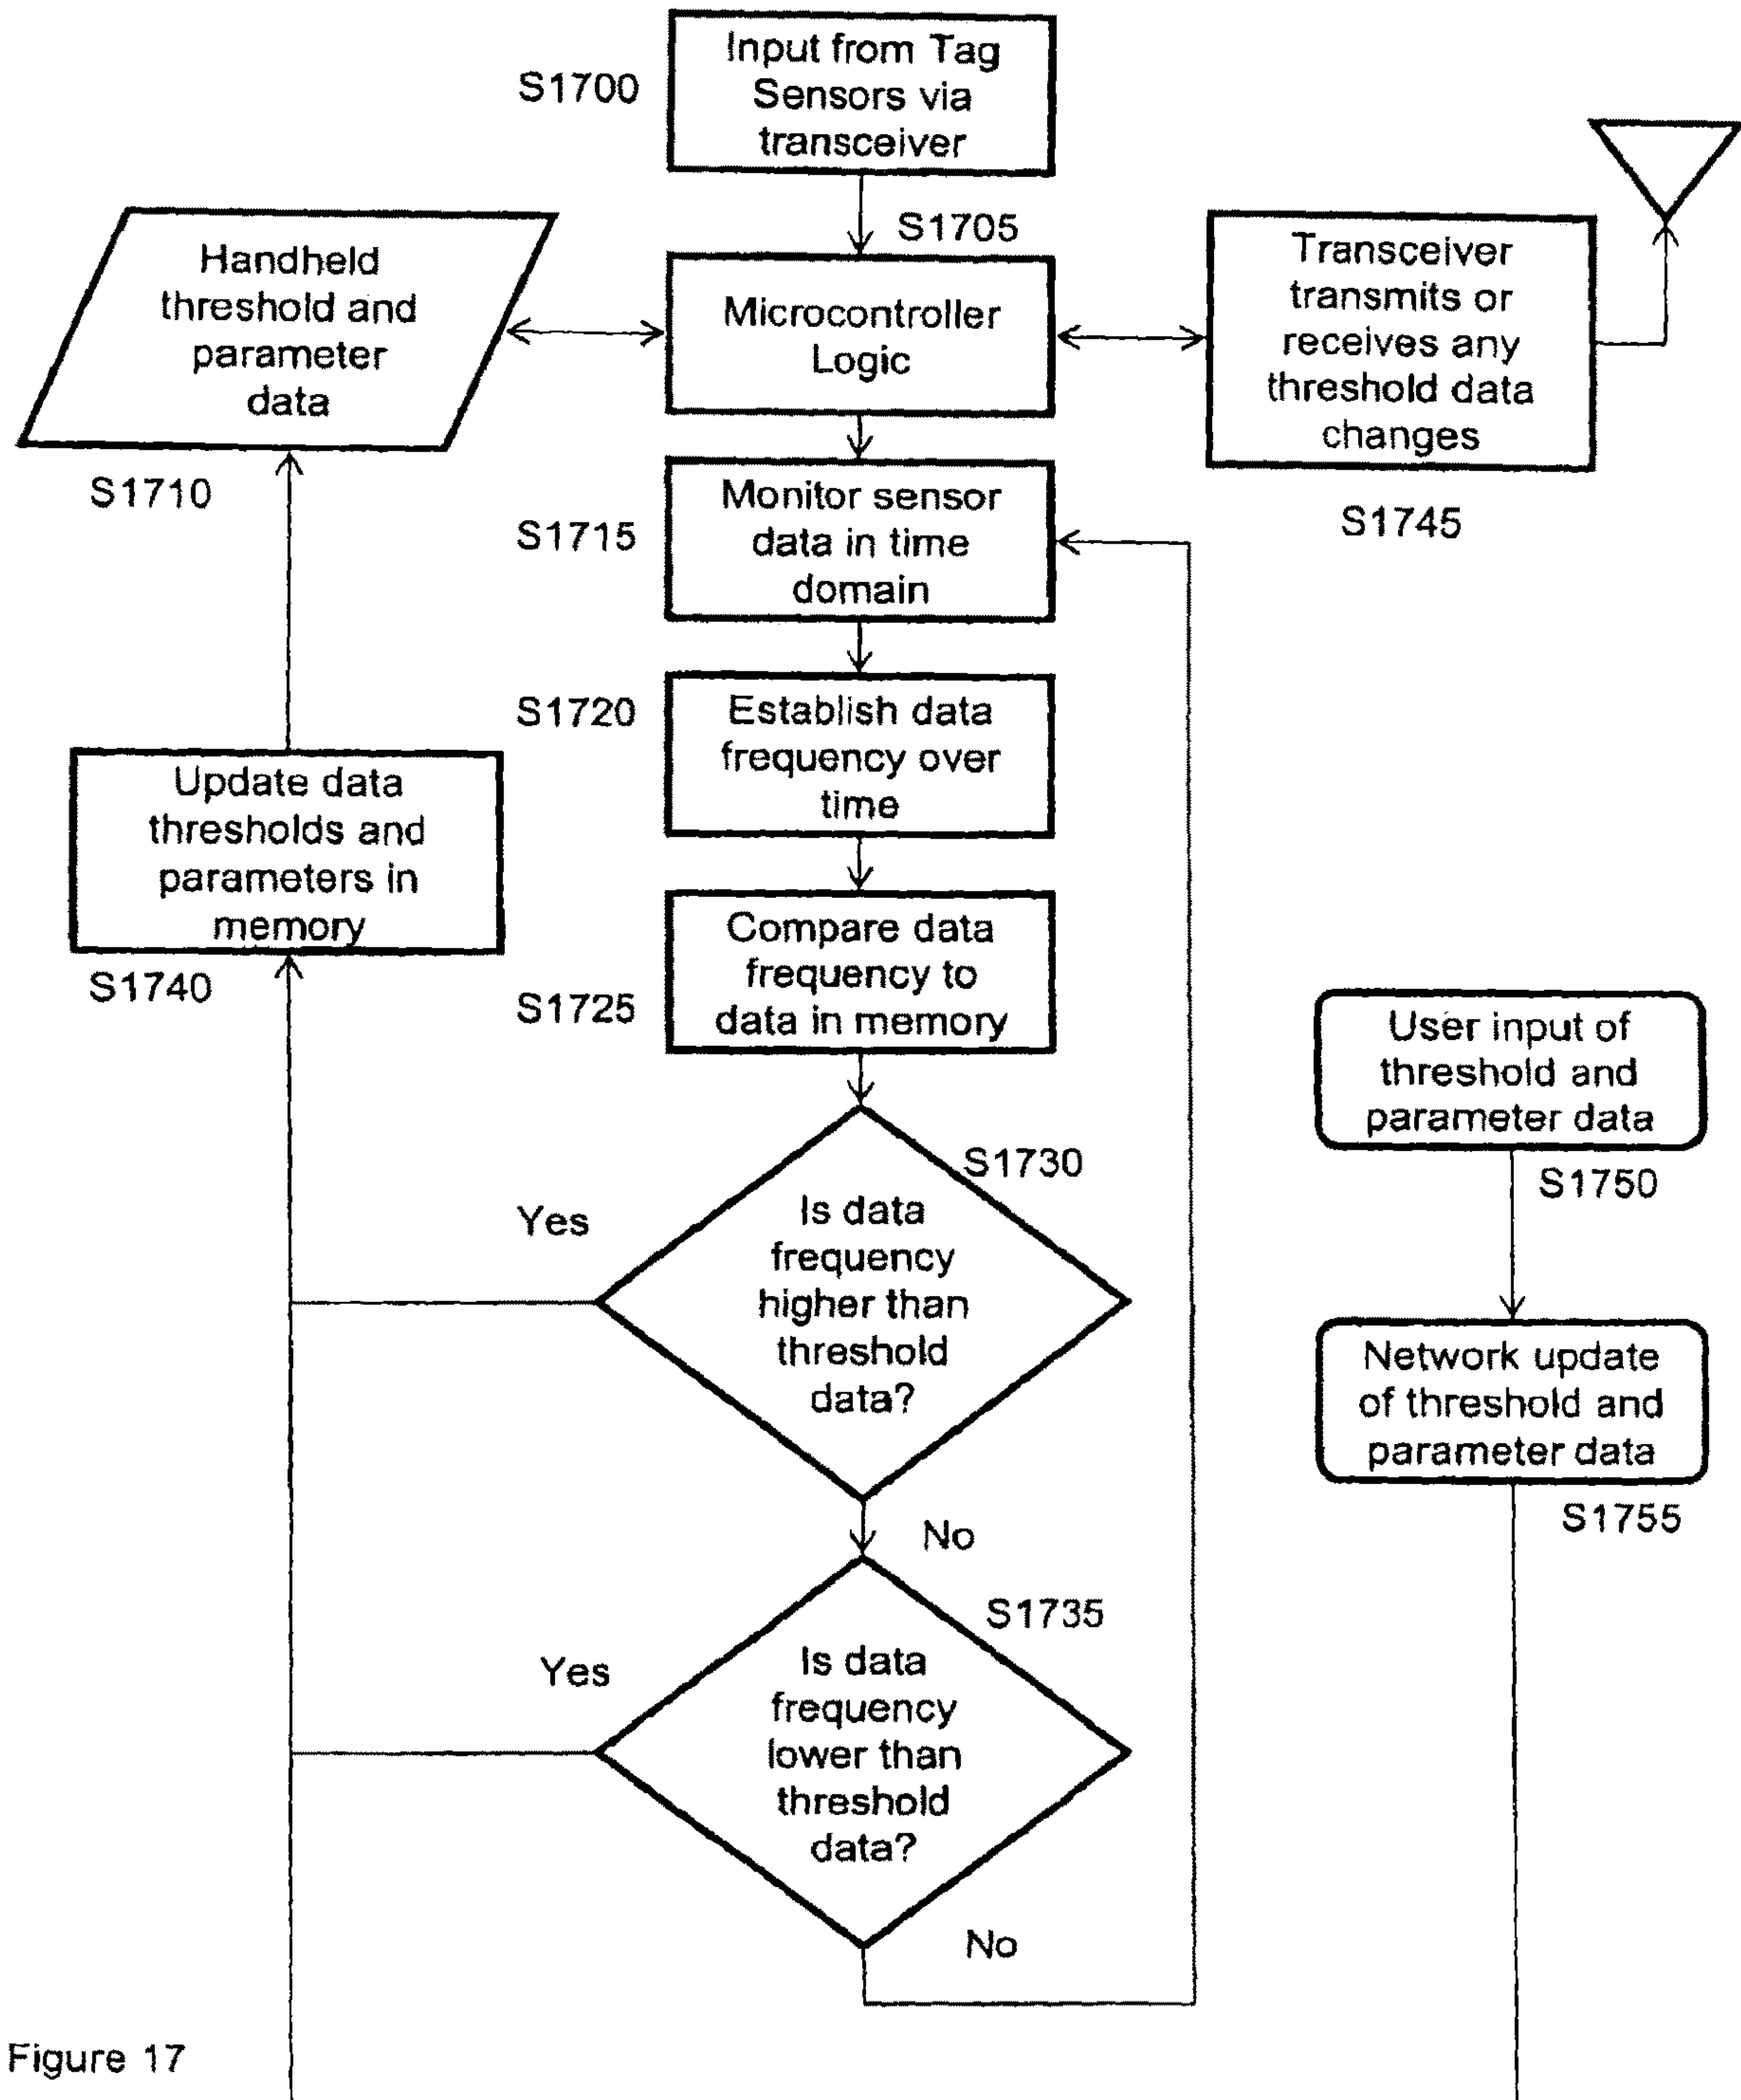 S1700
Input from Tag
Sensors via
transceiver
S1705
Handheld
threshold and
parameter
data
S1710
Microcontroller
Logic
Transceiver
transmits or
receives any
threshold data
changes
S1745
S1715
Monitor sensor
data in time
domain
S1720
Establish data
frequency over
time
Update data
thresholds and
parameters in
memory
S1740
S1725
Compare data
frequency to
data in memory
User input of
threshold and
parameter data
S1750
S1730
Yes
Is data
frequency
higher than
threshold
data?
No
Network update
of threshold and
parameter data
S1755
S1735
Yes
Is data
frequency
lower than
threshold
data?
No
Figure 17